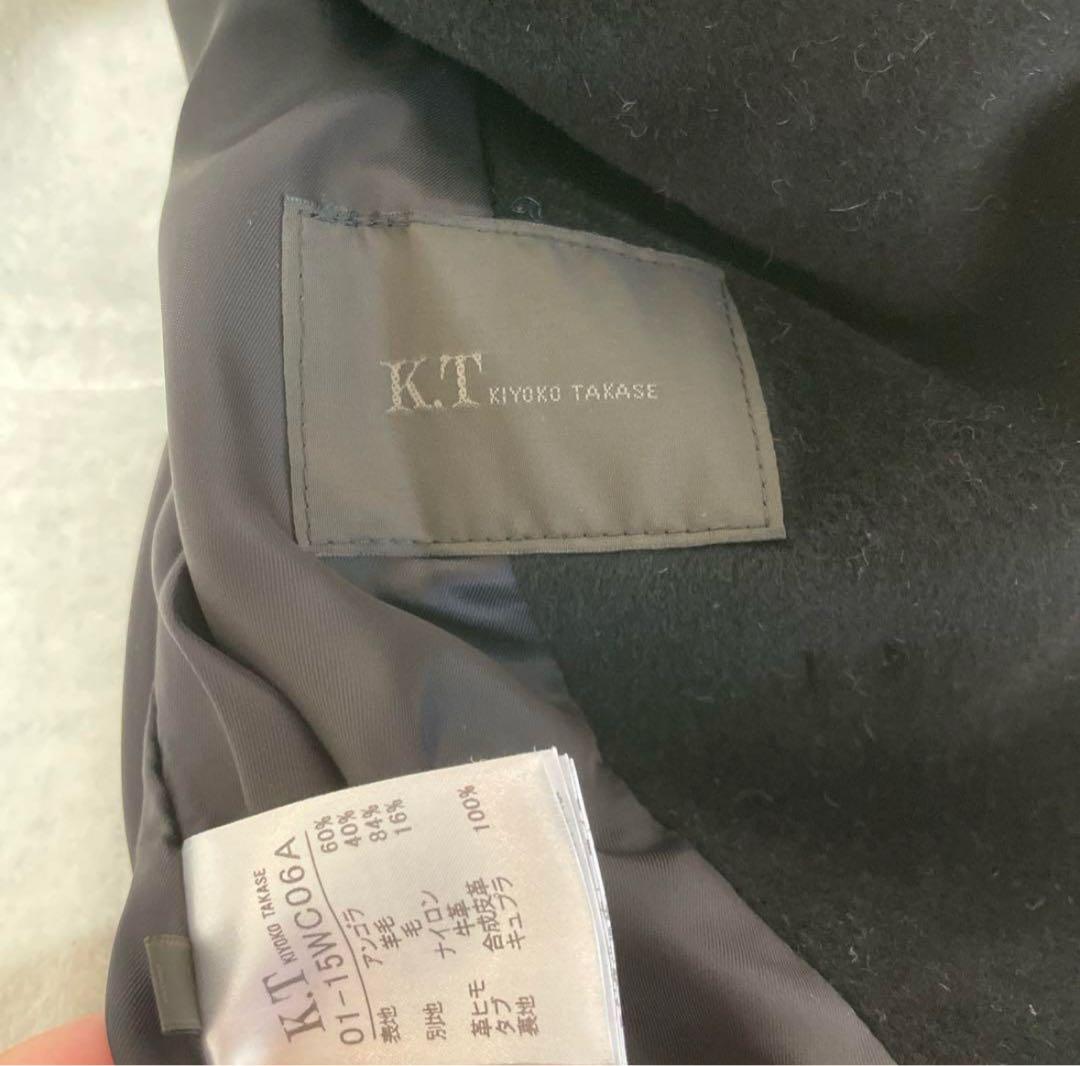 K.T KIYOKO TAKASE
K.T KIYOKO TAKASE
01-15WC06A
表地 アンゴラ 60%
羊毛 40%
別地 毛 84%
ナイロン 16%
革ヒモ 牛革
タブ 合成皮革
裏地 キュプラ 100%